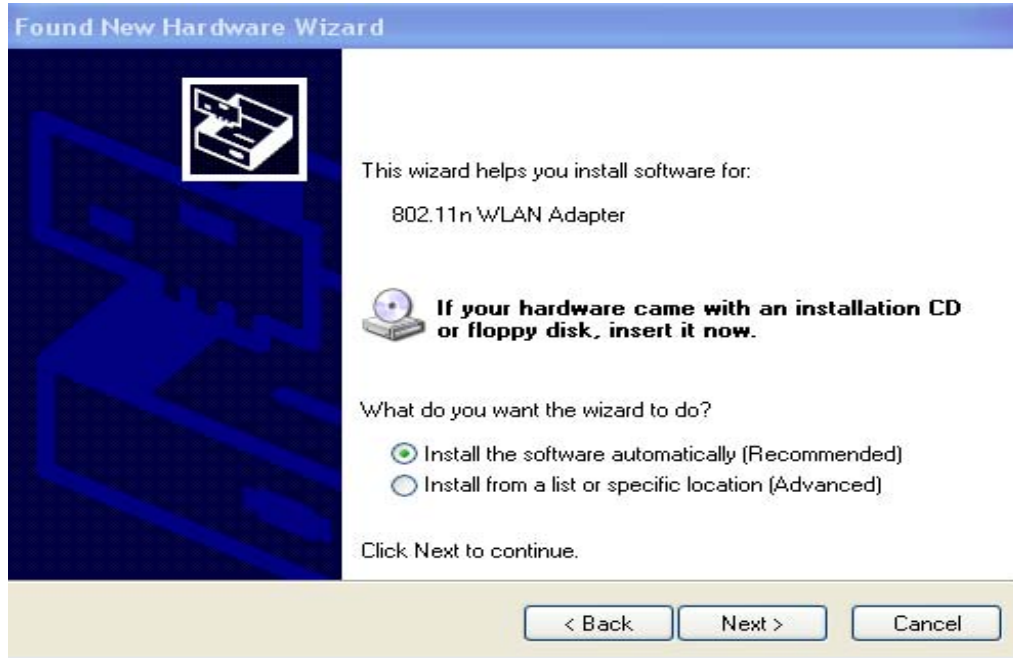 Found New Hardware Wizard
This wizard helps you install software for:
802.11n WLAN Adapter
If your hardware came with an installation CD
or floppy disk, insert it now.
What do you want the wizard to do?
Install the software automatically (Recommended)
Install from a list or specific location (Advanced)
Click Next to continue.
< Back Next > Cancel